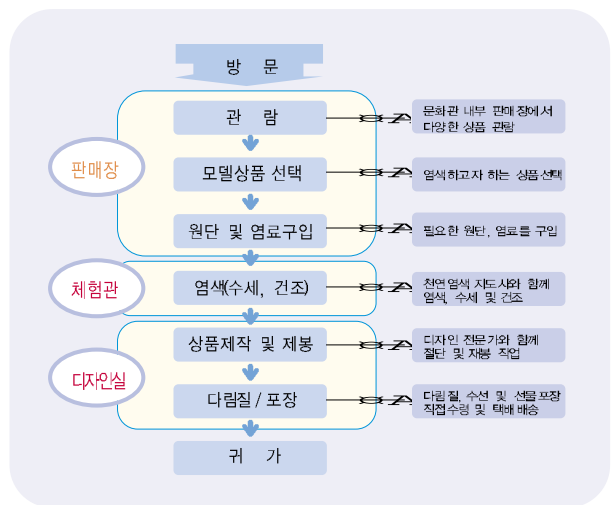 방 문
관 람
문화관 내부 판매장에서
다양한 상품 관람
판매장
모델상품 선택
염색하고자 하는 상품선택
원단 및 염료구입
필요한 원단, 염료를 구입
체험관
염색(수세, 건조)
천연염색 지도사와 함께
염색, 수세 및 건조
상품제작 및 제봉
디자인 전문가와 함께
절단 및 재봉 작업
디자인실
다림질 / 포장
다림질, 수선 및 선물포장
직접수령 및 택배배송
귀 가